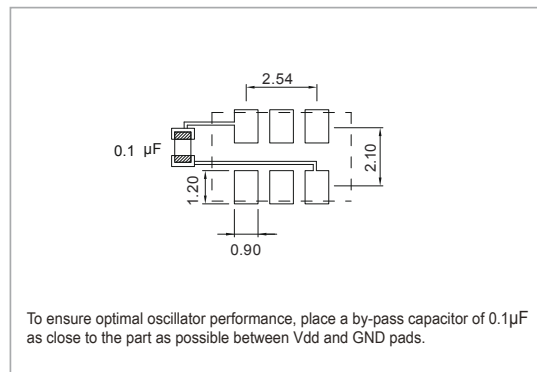 2.54
0.1 µF
2.10
1.20
0.90
To ensure optimal oscillator performance, place a by-pass capacitor of 0.1µF
as close to the part as possible between Vdd and GND pads.